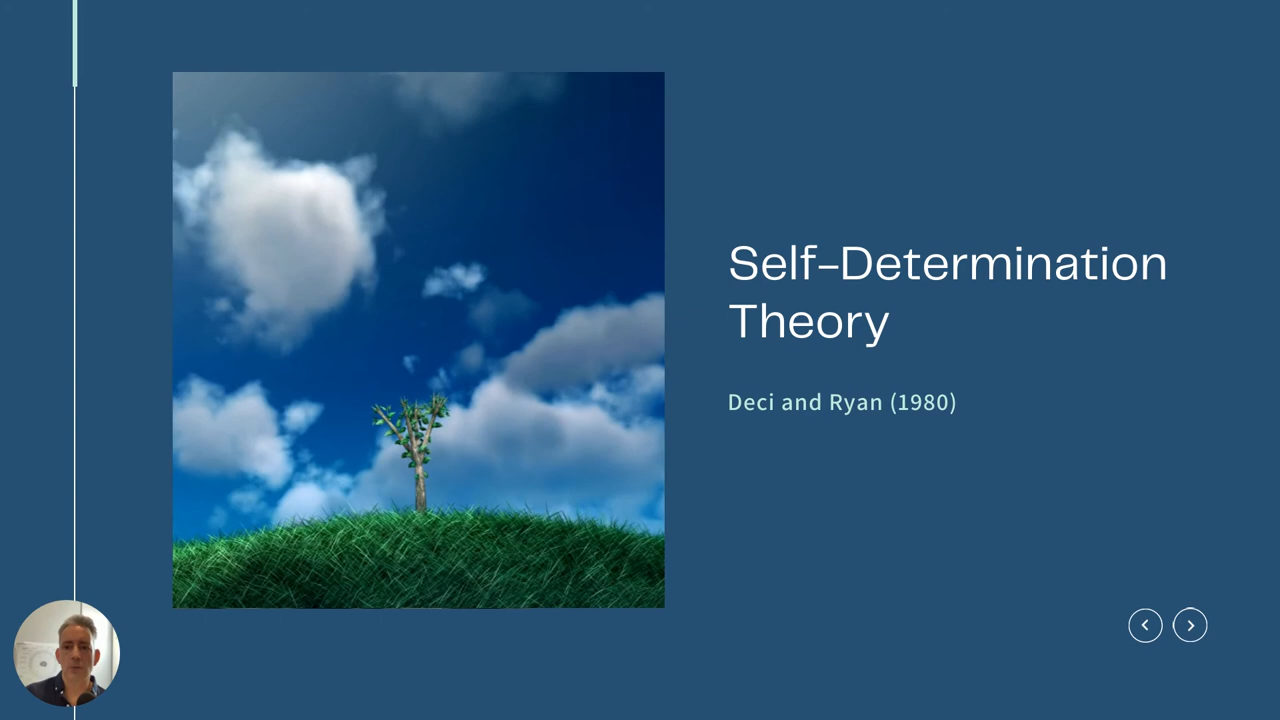 Self-Determination
Theory
Deci and Ryan (1980)